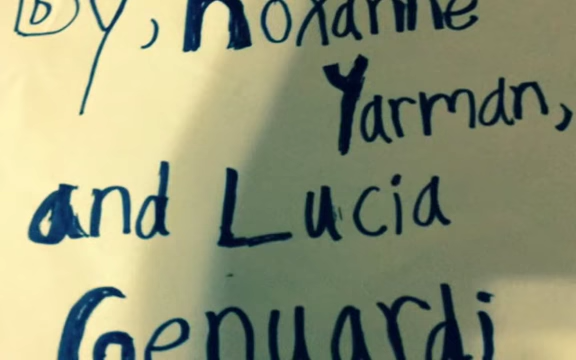 By, Roxanne
Yarman,
and Lucia
Genuardi